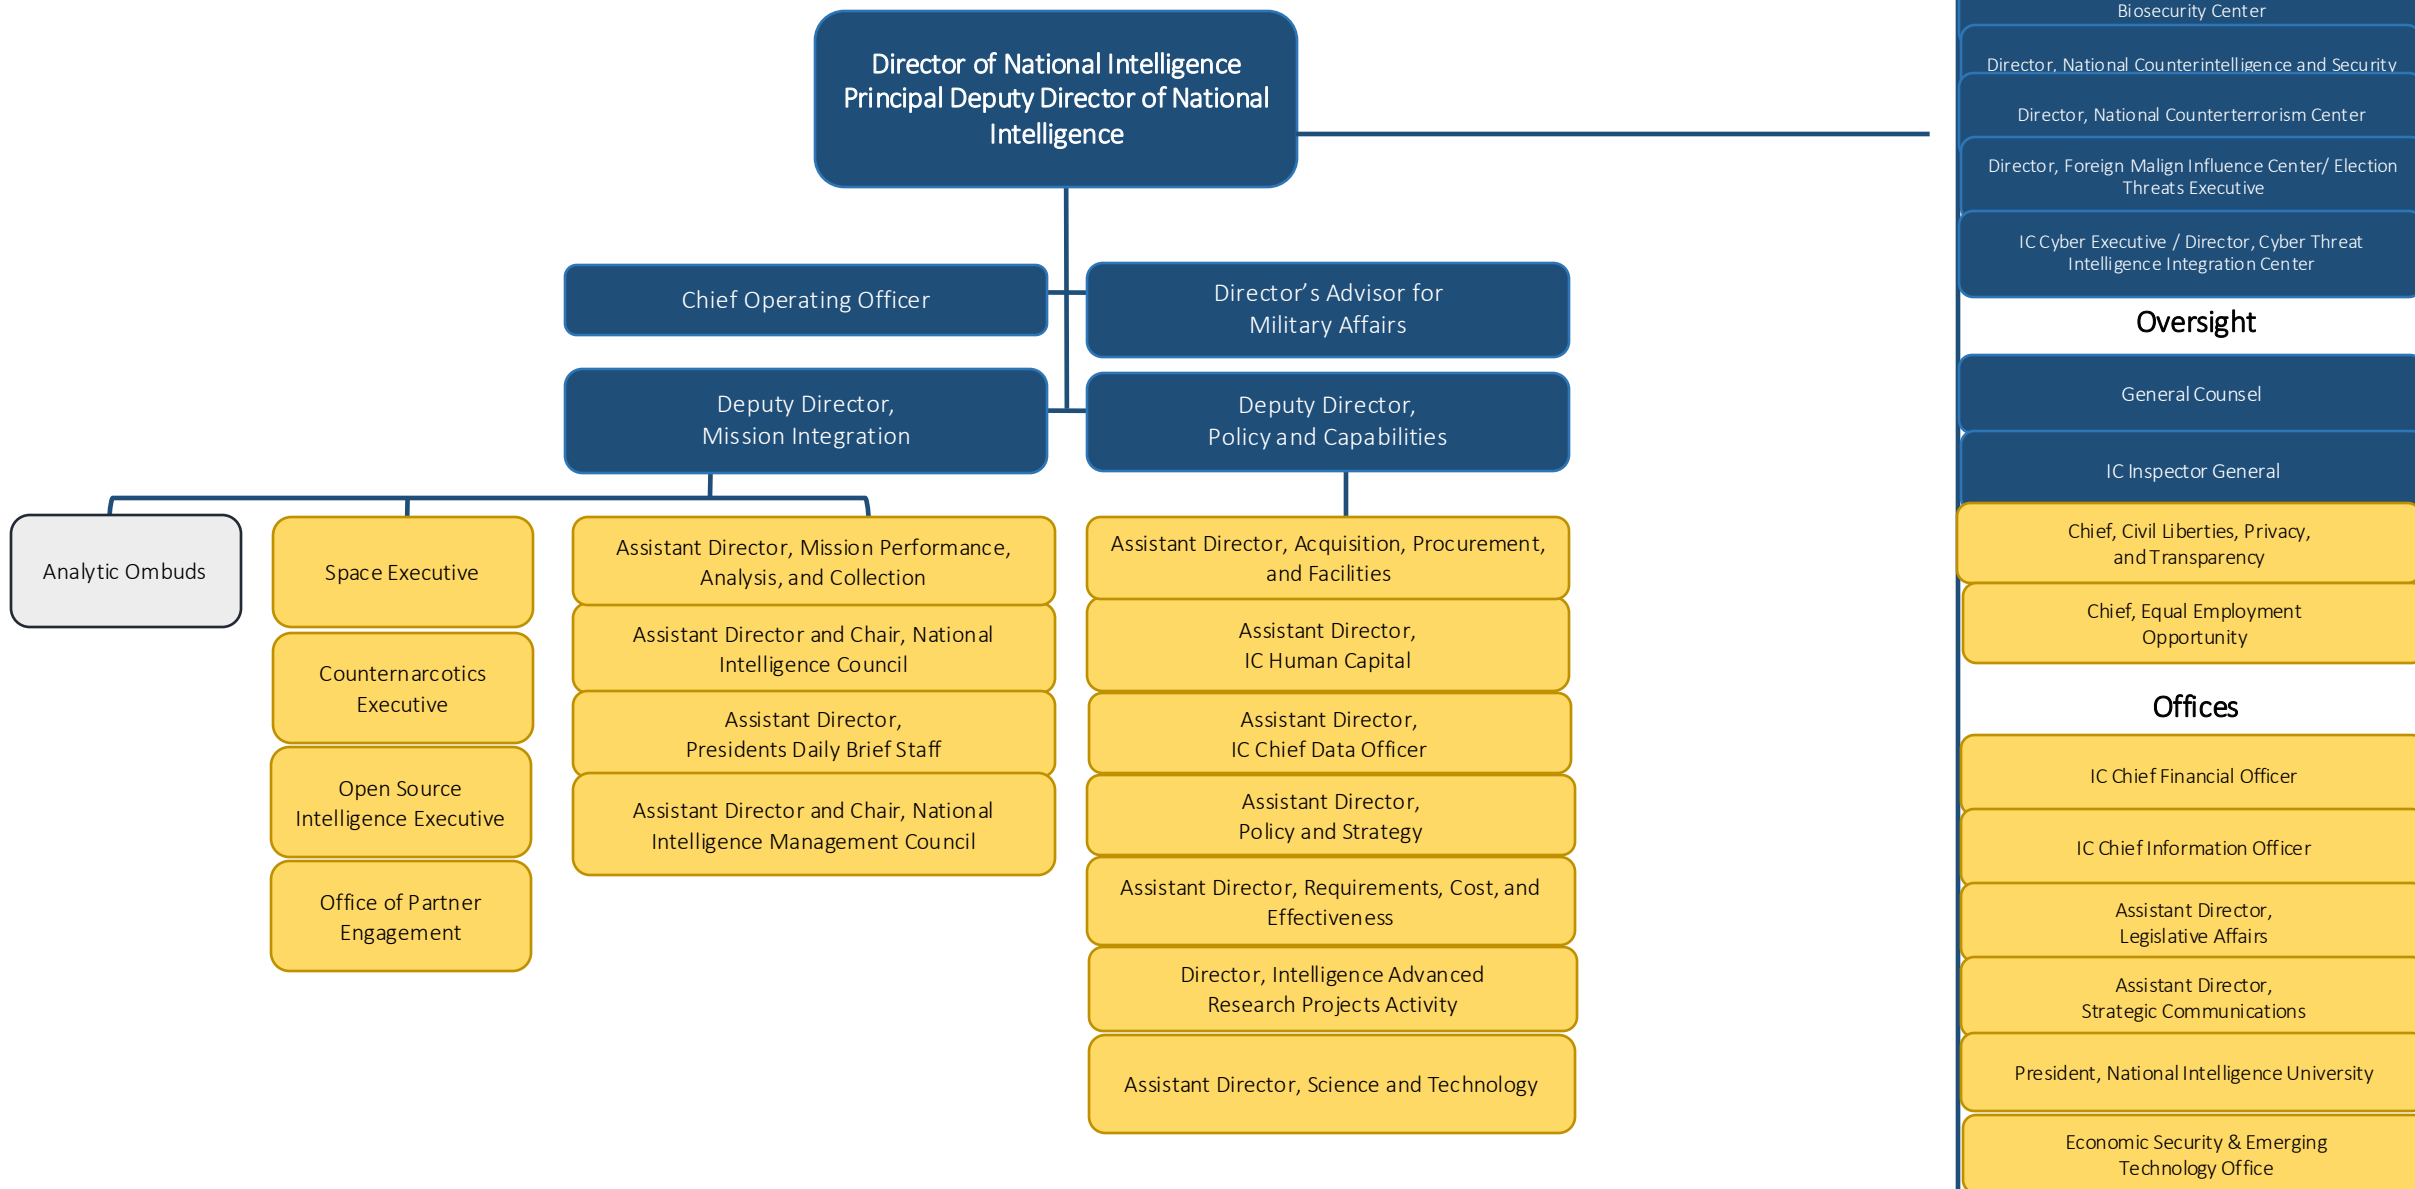 Director of National Intelligence
Principal Deputy Director of National
Intelligence
Chief Operating Officer
Director’s Advisor for
Military Affairs
Deputy Director,
Mission Integration
Deputy Director,
Policy and Capabilities
Analytic Ombuds
Space Executive
Counternarcotics
Executive
Open Source
Intelligence Executive
Office of Partner
Engagement
Assistant Director, Mission Performance,
Analysis, and Collection
Assistant Director and Chair, National
Intelligence Council
Assistant Director,
Presidents Daily Brief Staff
Assistant Director and Chair, National
Intelligence Management Council
Assistant Director, Acquisition, Procurement,
and Facilities
Assistant Director,
IC Human Capital
Assistant Director,
IC Chief Data Officer
Assistant Director,
Policy and Strategy
Assistant Director, Requirements, Cost, and
Effectiveness
Director, Intelligence Advanced
Research Projects Activity
Assistant Director, Science and Technology
Biosecurity Center
Director, National Counterintelligence and Security
Director, National Counterterrorism Center
Director, Foreign Malign Influence Center/ Election
Threats Executive
IC Cyber Executive / Director, Cyber Threat
Intelligence Integration Center
Oversight
General Counsel
IC Inspector General
Chief, Civil Liberties, Privacy,
and Transparency
Chief, Equal Employment
Opportunity
Offices
IC Chief Financial Officer
IC Chief Information Officer
Assistant Director,
Legislative Affairs
Assistant Director,
Strategic Communications
President, National Intelligence University
Economic Security & Emerging
Technology Office